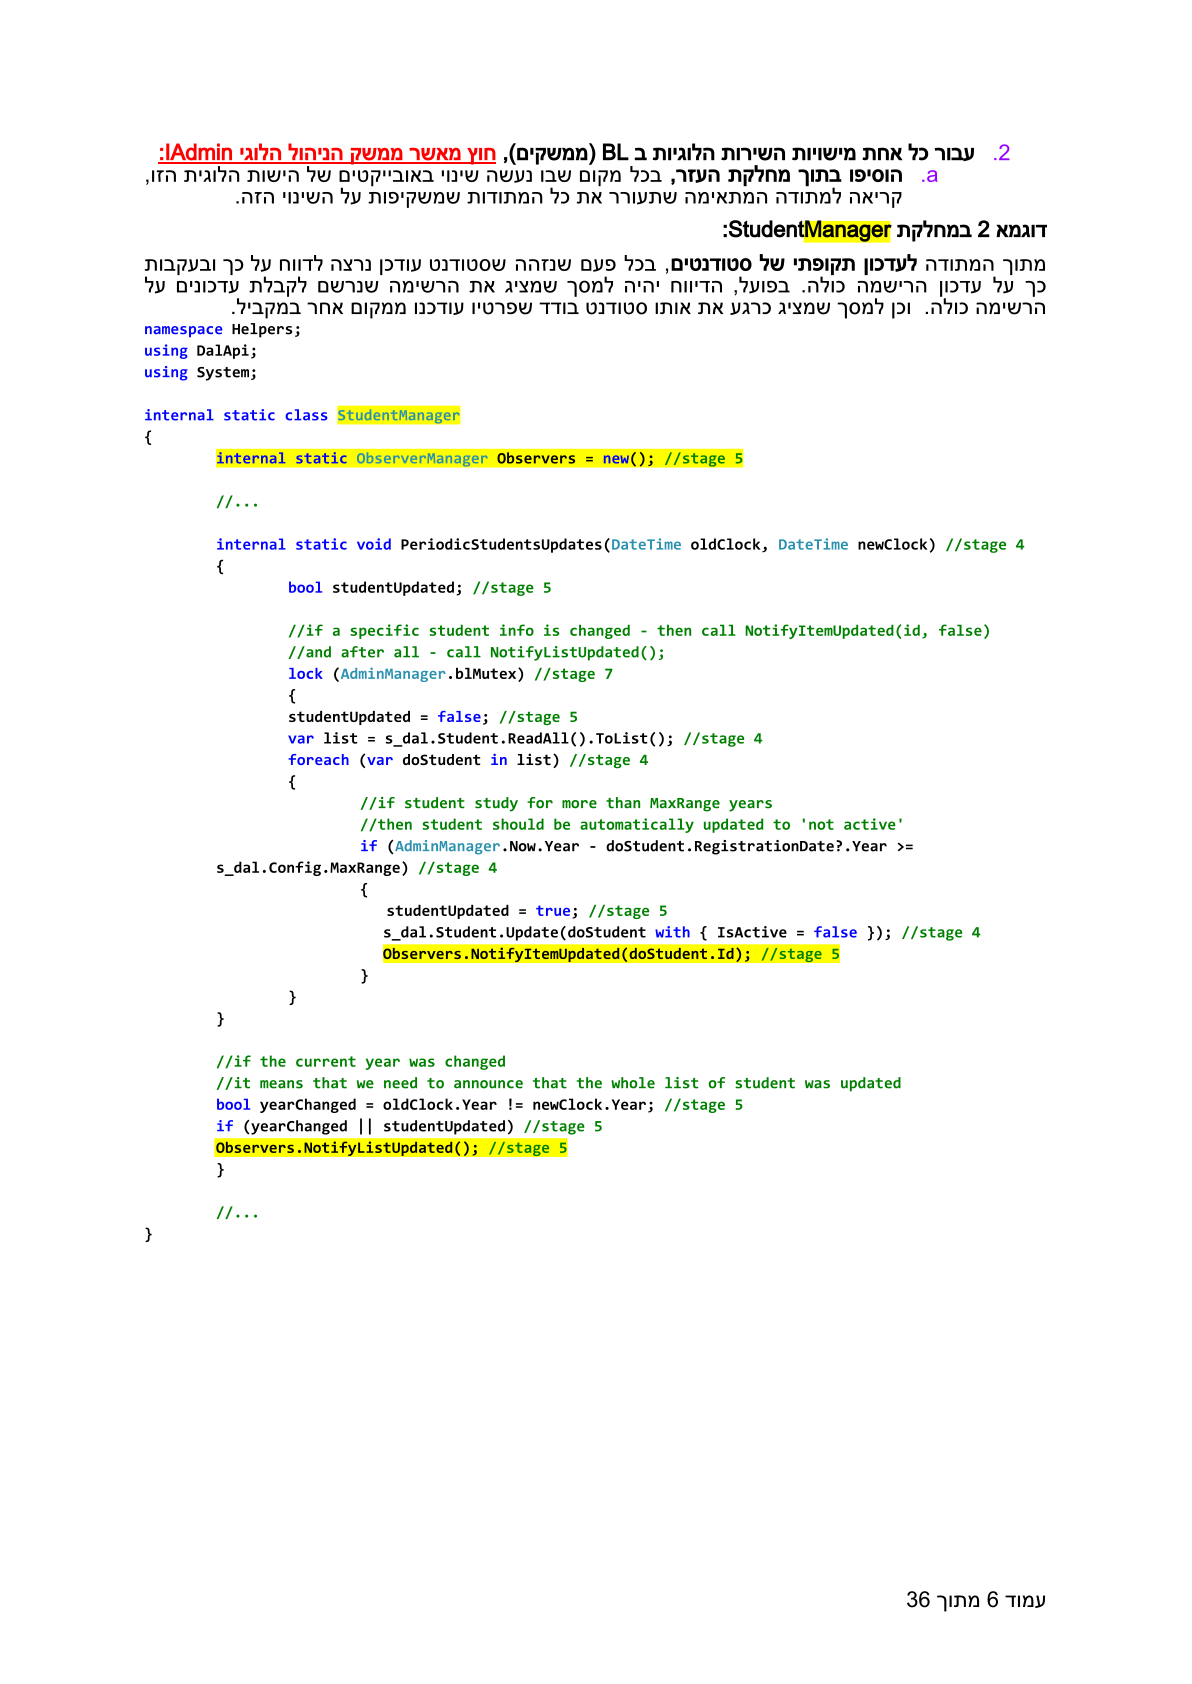 2. עבור כל אחת מישויות השירות הלוגיות ב BL (ממשקים), חוץ מאשר ממשק הניהול הלוגי IAdmin:
a. הוסיפו בתוך מחלקת העזר, בכל מקום שבו נעשה שינוי באובייקטים של הישות הלוגית הזו,
קריאה למתודה המתאימה שתעורר את כל המתודות שמשקיפות על השינוי הזה.
דוגמא 2 במחלקת StudentManager:
מתוך המתודה לעדכון תקופתי של סטודנטים, בכל פעם שנזהה שסטודנט עודכן נרצה לדווח על כך ובעקבות
כך על עדכון הרישמה כולה. בפועל, הדיווח יהיה למסך שמציג את הרשימה שנרשם לקבלת עדכונים על
הרשימה כולה. וכן למסך שמציג כרגע את אותו סטודנט בודד שפרטיו עודכנו ממקום אחר במקביל.
namespace Helpers;
using DalApi;
using System;
internal static class StudentManager
{
internal static ObserverManager Observers = new(); //stage 5
//...
internal static void PeriodicStudentsUpdates(DateTime oldClock, DateTime newClock) //stage 4
{
bool studentUpdated; //stage 5
//if a specific student info is changed - then call NotifyItemUpdated(id, false)
//and after all - call NotifyListUpdated();
lock (AdminManager.blMutex) //stage 7
{
studentUpdated = false; //stage 5
var list = s_dal.Student.ReadAll().ToList(); //stage 4
foreach (var doStudent in list) //stage 4
{
//if student study for more than MaxRange years
//then student should be automatically updated to 'not active'
if (AdminManager.Now.Year - doStudent.RegistrationDate?.Year >=
s_dal.Config.MaxRange) //stage 4
{
studentUpdated = true; //stage 5
s_dal.Student.Update(doStudent with { IsActive = false }); //stage 4
Observers.NotifyItemUpdated(doStudent.Id); //stage 5
}
}
}
//if the current year was changed
//it means that we need to announce that the whole list of student was updated
bool yearChanged = oldClock.Year != newClock.Year; //stage 5
if (yearChanged || studentUpdated) //stage 5
Observers.NotifyListUpdated(); //stage 5
}
//...
}
עמוד 6 מתוך 36